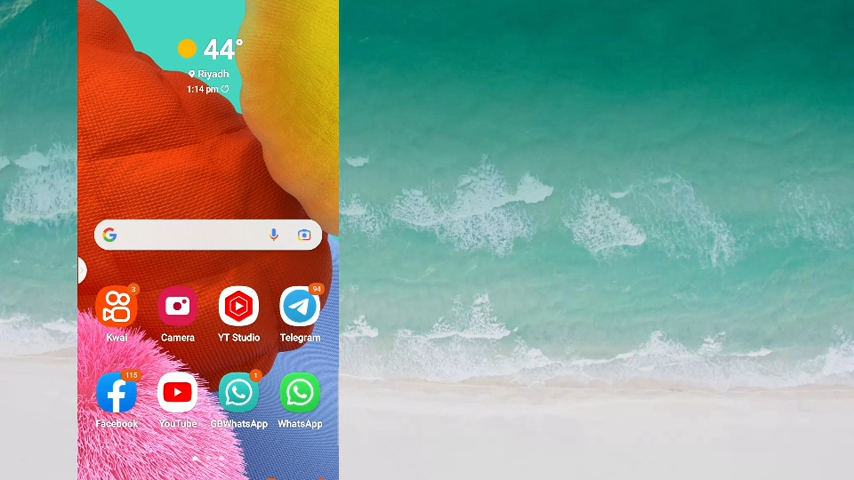 44°
Riyadh
1:14 pm
3
94
Kwai
Camera
YT Studio
Telegram
115
1
Facebook
YouTube
GBWhatsApp
WhatsApp